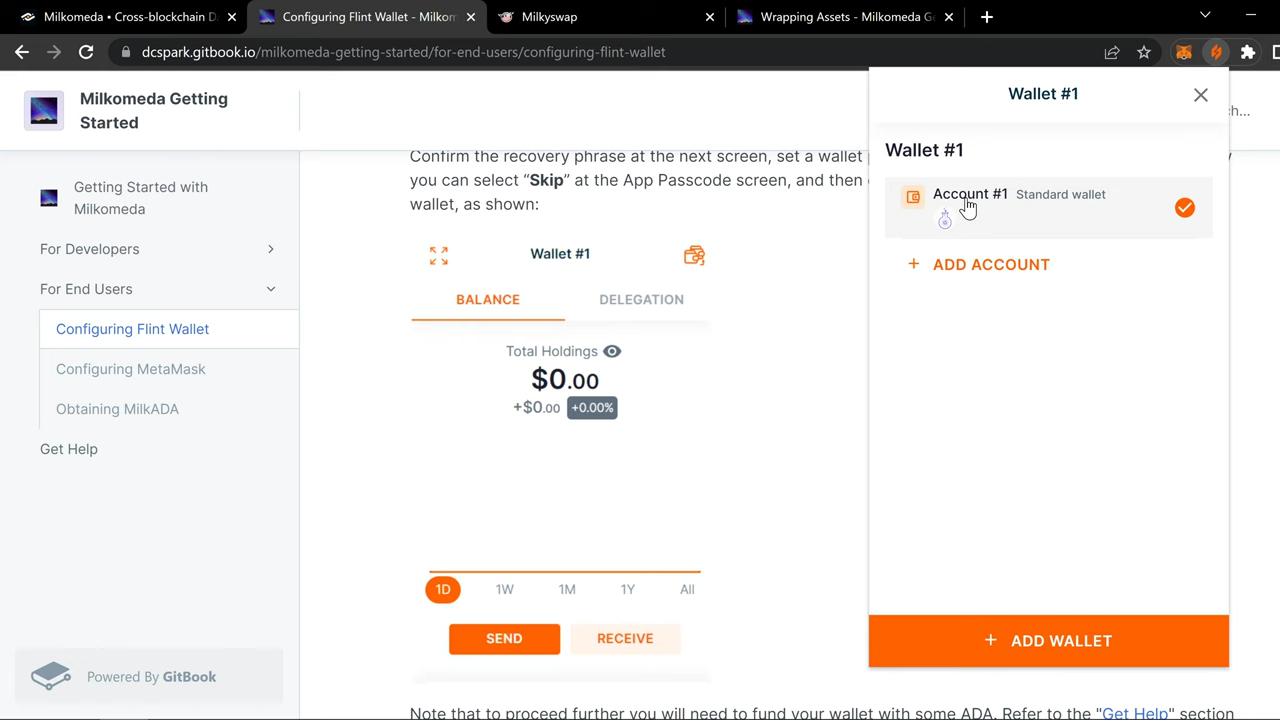 Milkomeda • Cross-blockchain D
Configuring Flint Wallet - Milkom
Milkyswap
Wrapping Assets - Milkomeda G
dcspark.gitbook.io/milkomeda-getting-started/for-end-users/configuring-flint-wallet
Milkomeda Getting
Started
ch...
Getting Started with
Milkomeda
For Developers
For End Users
Configuring Flint Wallet
Configuring MetaMask
Obtaining MilkADA
Get Help
Powered By GitBook
Confirm the recovery phrase at the next screen, set a wallet
you can select “Skip” at the App Passcode screen, and then
wallet, as shown:
Wallet #1
BALANCE
DELEGATION
Total Holdings
$0.00
+$0.00 +0.00%
1D 1W 1M 1Y All
SEND
RECEIVE
Note that to proceed further you will need to fund your wallet with some ADA. Refer to the "Get Help" section
Wallet #1
Wallet #1
Account #1 Standard wallet
+ ADD ACCOUNT
+ ADD WALLET